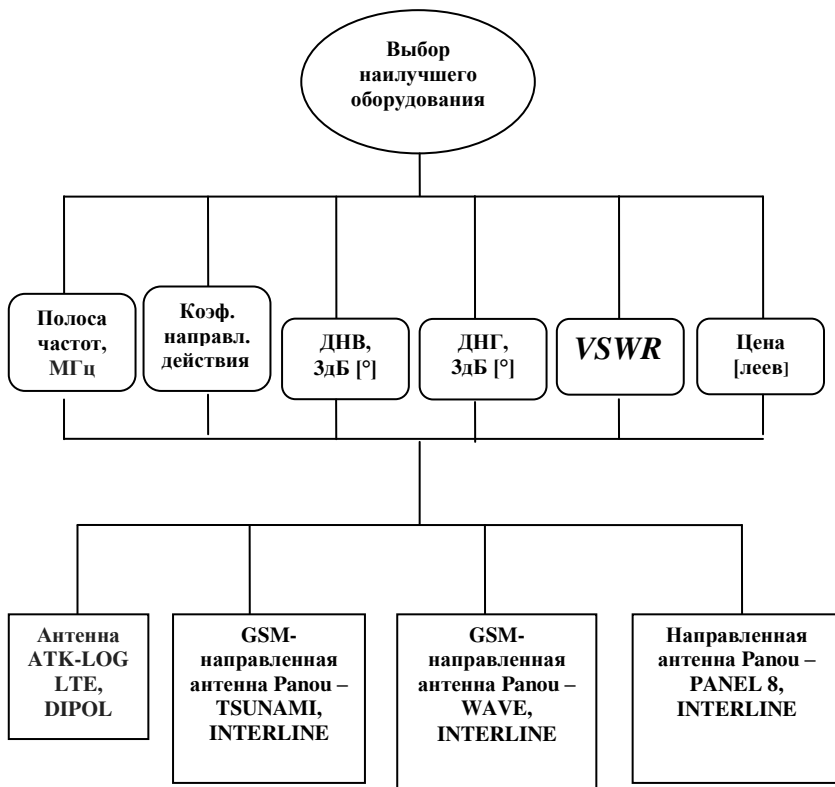 Выбор
наилучшего
оборудования
Полоса
частот,
МГц
Коэф.
направл.
действия
ДНВ,
3дБ [°]
ДНГ,
3дБ [°]
VSWR
Цена
[леев]
Антенна
ATK-LOG
LTE,
DIPOL
GSM-
направленная
антенна Panou –
TSUNAMI,
INTERLINE
GSM-
направленная
антенна Panou –
WAVE,
INTERLINE
Направленная
антенна Panou –
PANEL 8,
INTERLINE